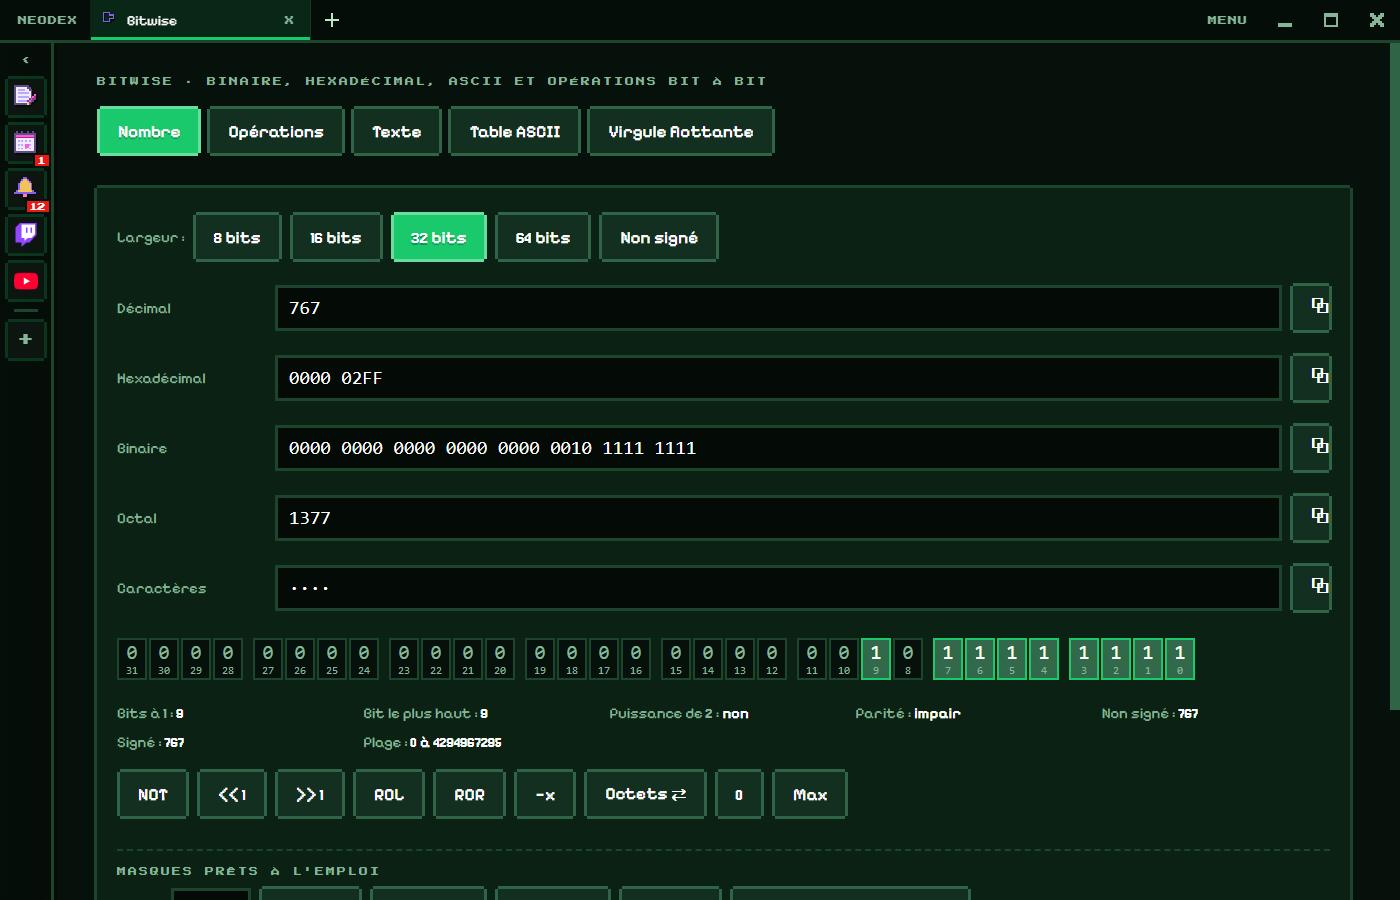 NEODEX
Bitwise
MENU
1
12
BITWISE · BINAIRE, HEXADÉCIMAL, ASCII ET OPÉRATIONS BIT À BIT
Nombre
Opérations
Texte
Table ASCII
Virgule flottante
Largeur :
8 bits
16 bits
32 bits
64 bits
Non signé
Décimal
767
Hexadécimal
0000 02FF
Binaire
0000 0000 0000 0000 0000 0010 1111 1111
Octal
1377
Caractères
····
0 0 0 0 0 0 0 0 0 0 0 0 0 0 0 0 0 0 0 0 0 0 1 0 1 1 1 1 1 1 1 1
31 30 29 28 27 26 25 24 23 22 21 20 19 18 17 16 15 14 13 12 11 10 9 8 7 6 5 4 3 2 1 0
Bits à 1 : 9
Bit le plus haut : 9
Puissance de 2 : non
Parité : impair
Non signé : 767
Signé : 767
Plage : 0 à 4294967295
NOT
<<1
>>1
ROL
ROR
-x
Octets ⇄
0
Max
MASQUES PRÊTS À L'EMPLOI